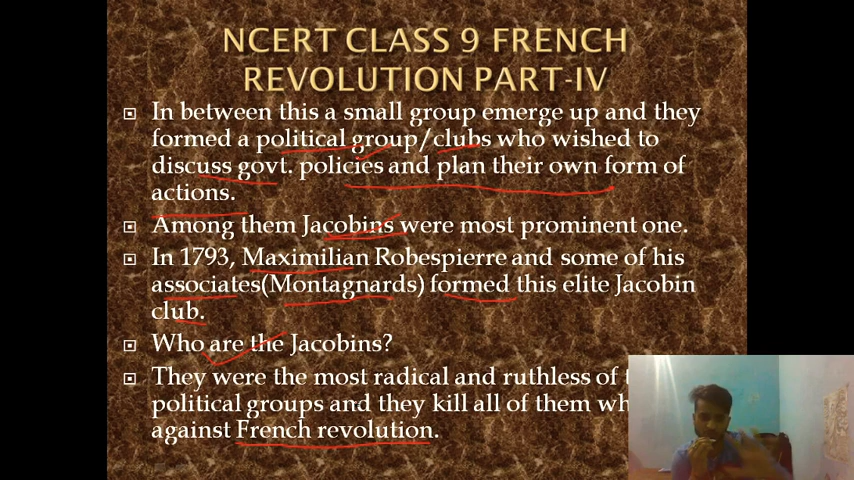 NCERT CLASS 9 FRENCH
REVOLUTION PART-IV
In between this a small group emerge up and they
formed a political group/clubs who wished to
discuss govt. policies and plan their own form of
actions.
Among them Jacobins were most prominent one.
In 1793, Maximilian Robespierre and some of his
associates(Montagnards) formed this elite Jacobin
club.
Who are the Jacobins?
They were the most radical and ruthless of
political groups and they kill all of them
against French revolution.